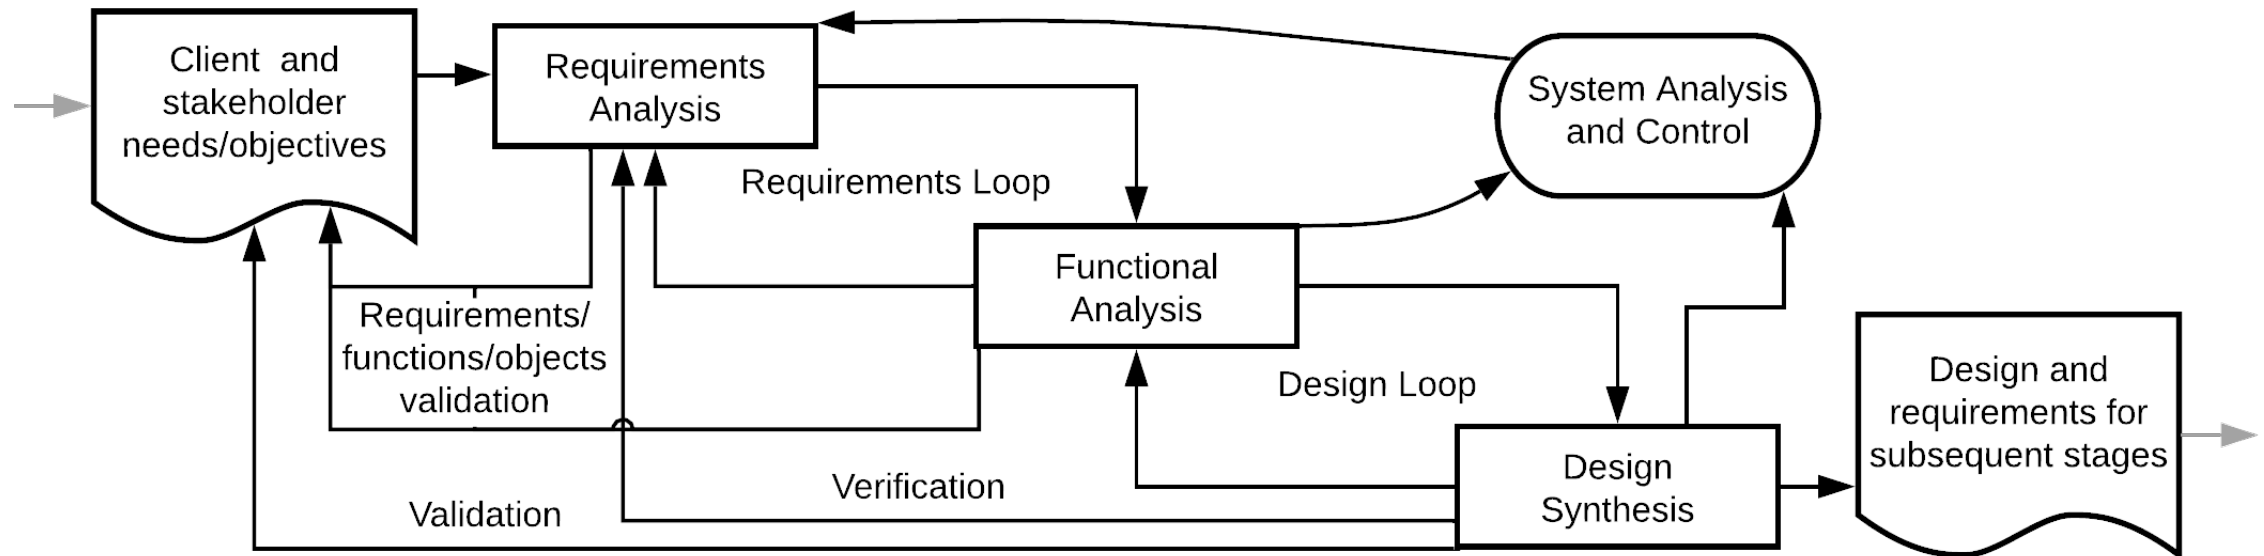 Client and
stakeholder
needs/objectives
Requirements
Analysis
System Analysis
and Control
Requirements Loop
Functional
Analysis
Requirements/
functions/objects
validation
Design Loop
Design and
requirements for
subsequent stages
Design
Synthesis
Verification
Validation